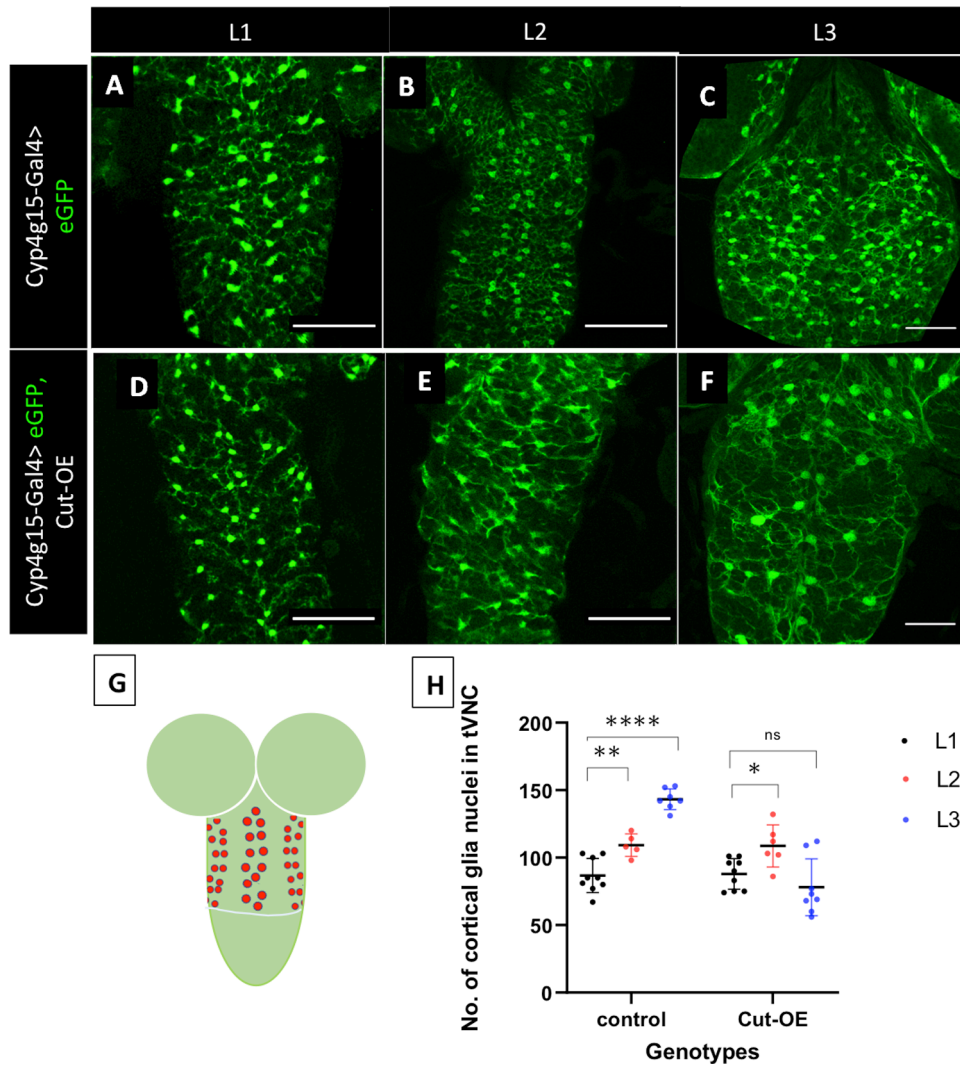 L1
L2
L3
Cyp4g15-Gal4>
eGFP
A
B
C
Cyp4g15-Gal4> eGFP,
Cut-OE
D
E
F
G
H
No. of cortical glia nuclei in tVNC
200
150
100
50
0
**
****
*
ns
control
Cut-OE
Genotypes
L1
L2
L3